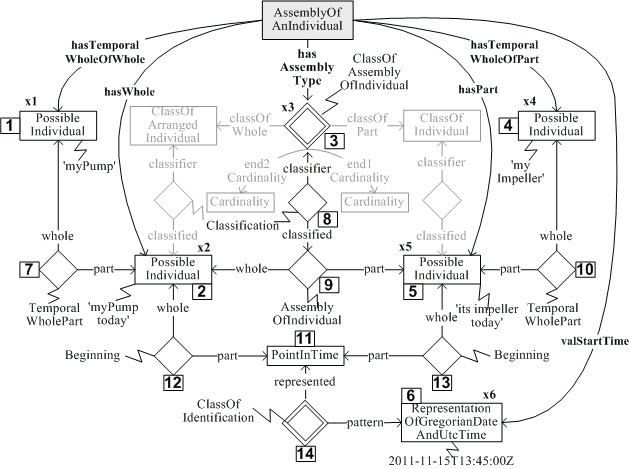 AssemblyOf
AnIndividual
hasTemporal
WholeOfWhole
has
Assembly
Type
hasTemporal
WholeOfPart
ClassOf
Assembly
OfIndividual
hasWhole
hasPart
x1
x3
x4
1
Possible
Individual
ClassOf
Arranged
Individual
classOf
Whole
3
classOf
Part
ClassOf
Individual
4
Possible
Individual
'myPump'
'my
Impeller'
classifier
end2
Cardinality
classifier
end1
Cardinality
classifier
Cardinality
Cardinality
Classification
8
whole
classified
classified
classified
whole
x2
x5
7
part
Possible
Individual
2
whole
9
part
Possible
Individual
5
part
10
Temporal
WholePart
'myPump
today'
Assembly
OfIndividual
'its impeller
today'
Temporal
WholePart
whole
whole
11
valStartTime
Beginning
part
PointInTime
part
Beginning
12
13
represented
ClassOf
Identification
6
x6
pattern
Representation
OfGregorianDate
AndUtcTime
14
2011-11-15T13:45:00Z